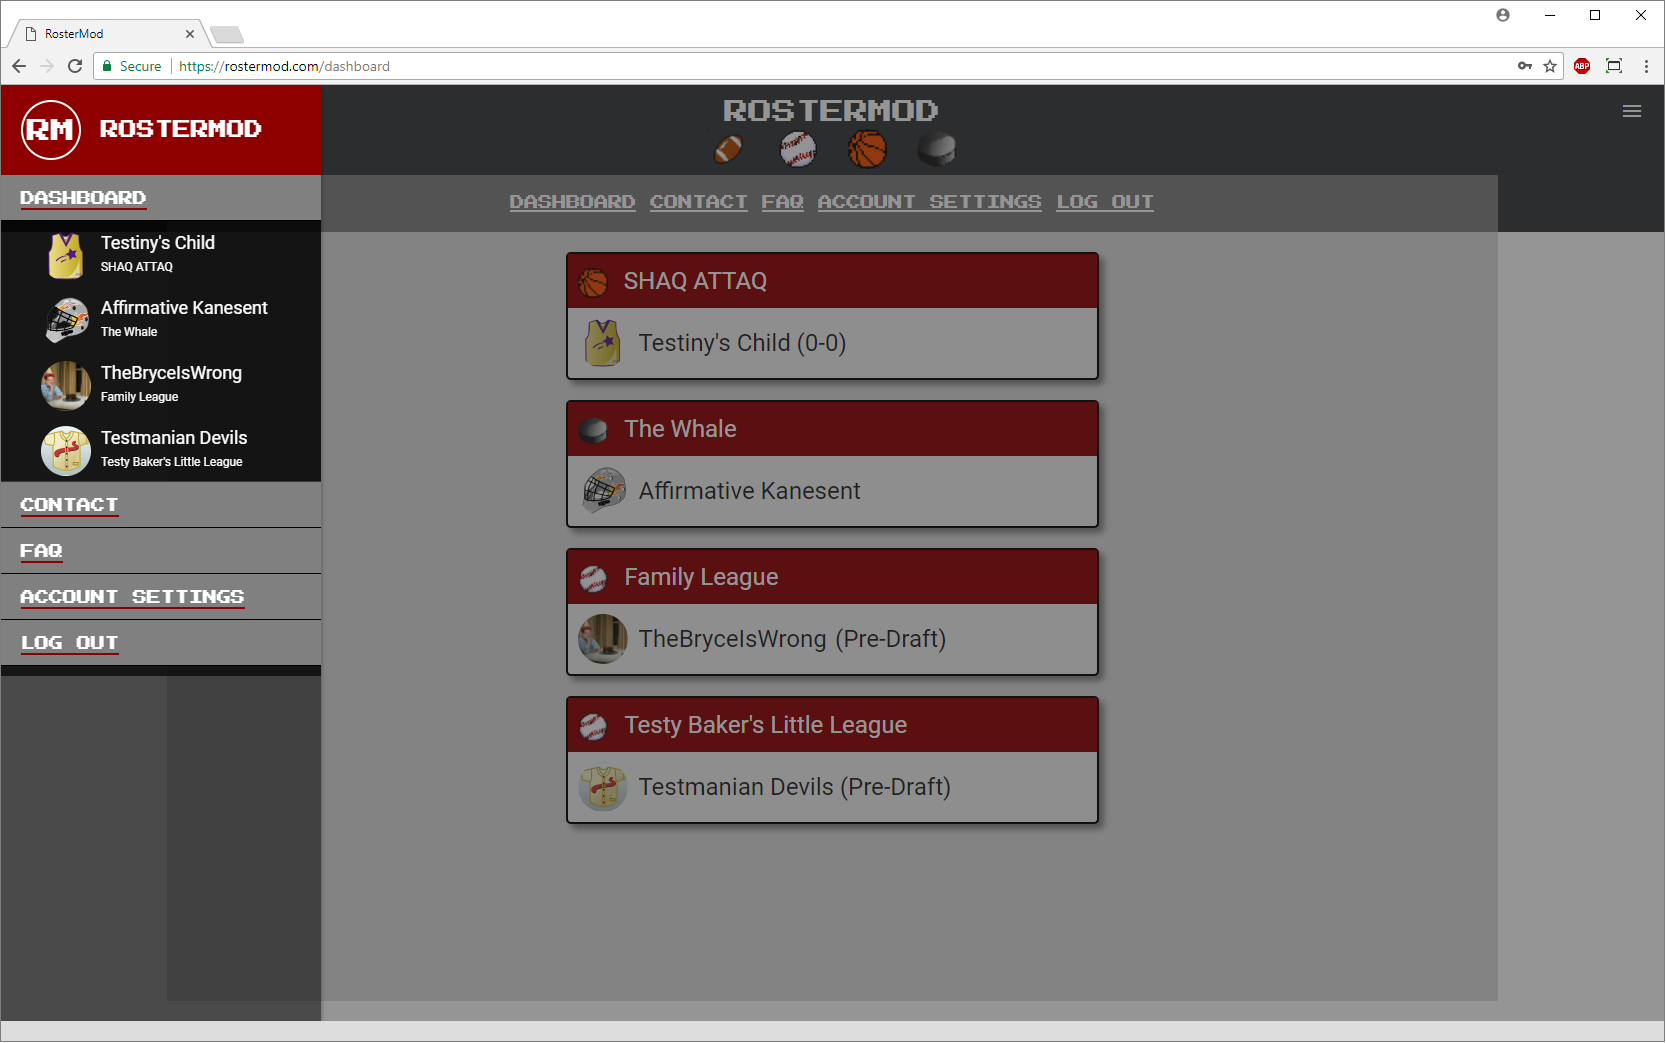 RosterMod
Secure https://rostermod.com/dashboard
ABP
RM ROSTERMOD
DASHBOARD
Testiny's Child
SHAQ ATTAQ
Affirmative Kanesent
The Whale
TheBryceIsWrong
Family League
Testmanian Devils
Testy Baker's Little League
CONTACT
FAQ
ACCOUNT SETTINGS
LOG OUT
ROSTERMOD
DASHBOARD CONTACT FAQ ACCOUNT SETTINGS LOG OUT
SHAQ ATTAQ
Testiny's Child (0-0)
The Whale
Affirmative Kanesent
Family League
TheBryceIsWrong (Pre-Draft)
Testy Baker's Little League
Testmanian Devils (Pre-Draft)